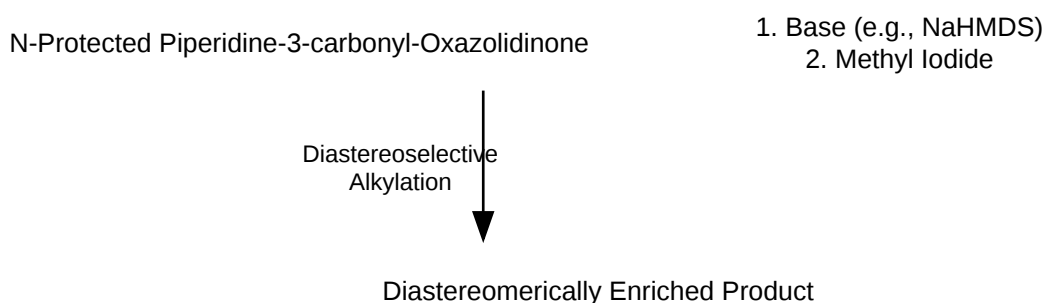 N-Protected Piperidine-3-carbonyl-Oxazolidinone
1. Base (e.g., NaHMDS)
2. Methyl Iodide
Diastereoselective
Alkylation
Diastereomerically Enriched Product